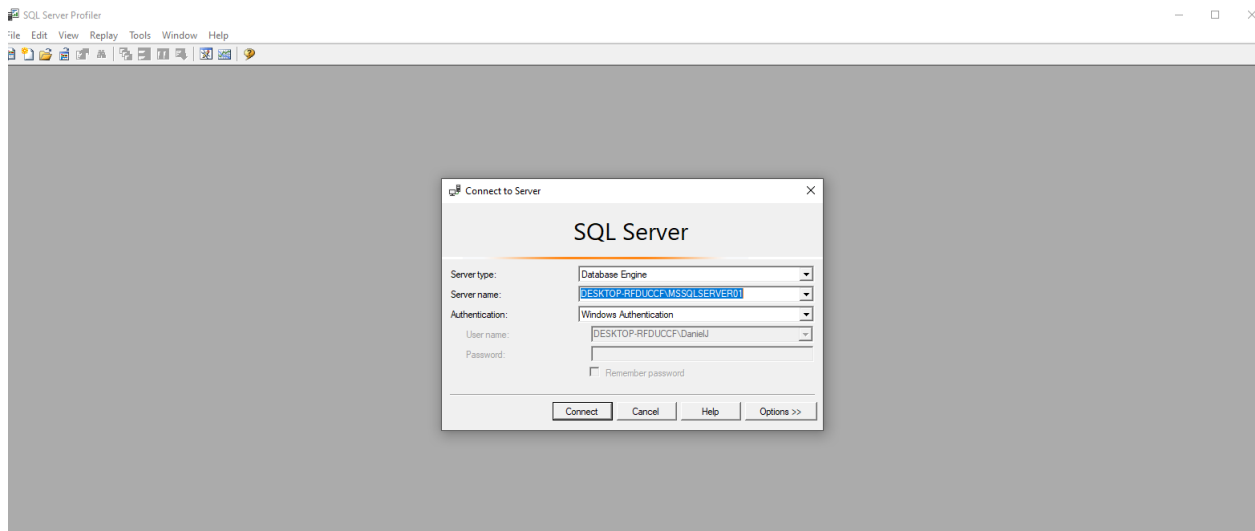 SQL Server Profiler
File Edit View Replay Tools Window Help
Connect to Server
SQL Server
Server type: Database Engine
Server name: DESKTOP-RFDUCCF\MSSQLSERVER01
Authentication: Windows Authentication
User name: DESKTOP-RFDUCCF\DanielJ
Password:
Remember password
Connect Cancel Help Options >>